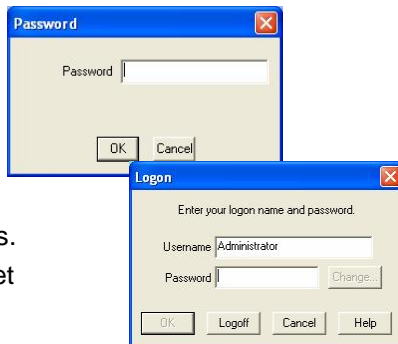 Password
Password
OK Cancel
Logon
Enter your logon name and password.
s.
Username Administrator
et
Password Change...
OK Logoff Cancel Help